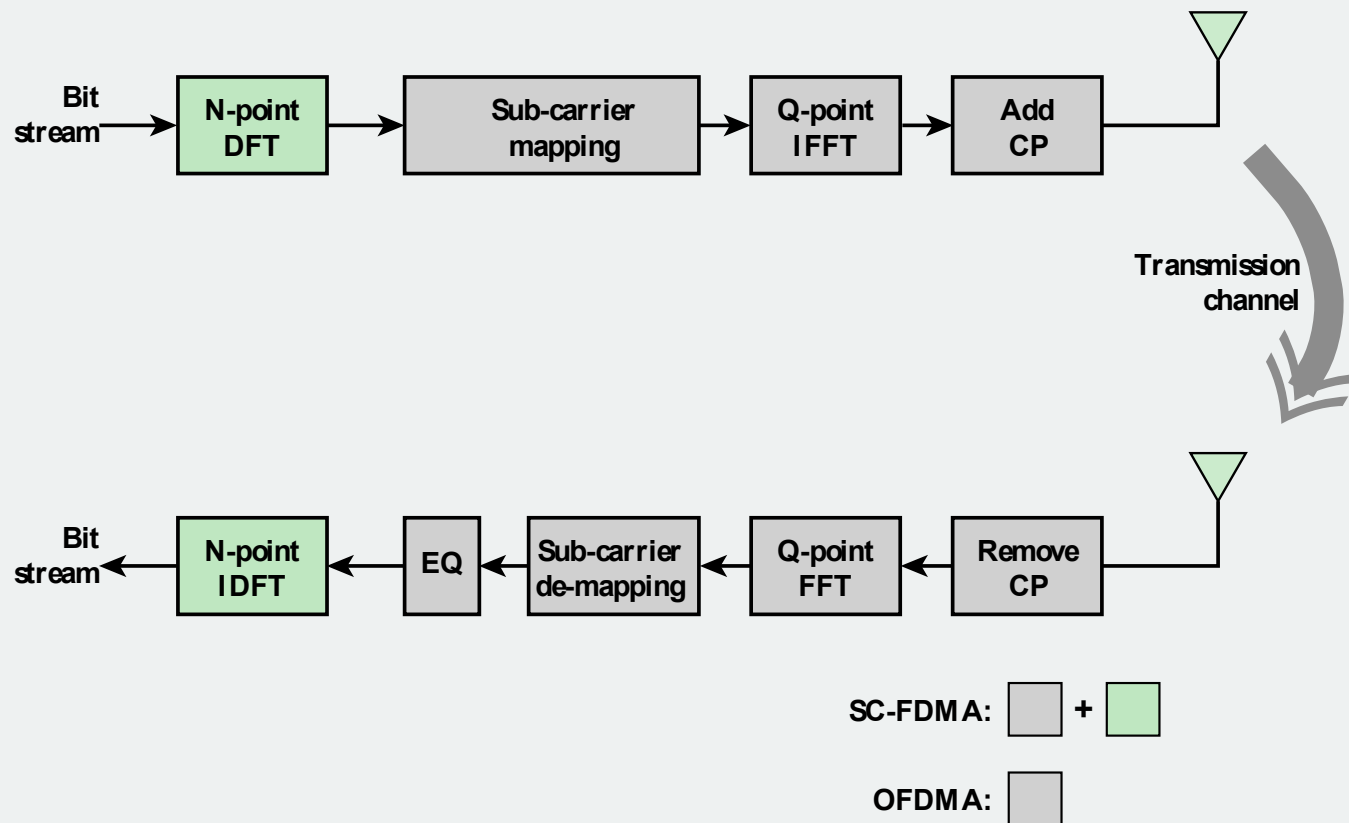 Bit
stream
N-point
DFT
Sub-carrier
mapping
Q-point
IFFT
Add
CP
Transmission
channel
Bit
stream
N-point
IDFT
EQ
Sub-carrier
de-mapping
Q-point
FFT
Remove
CP
SC-FDMA: +
OFDMA: